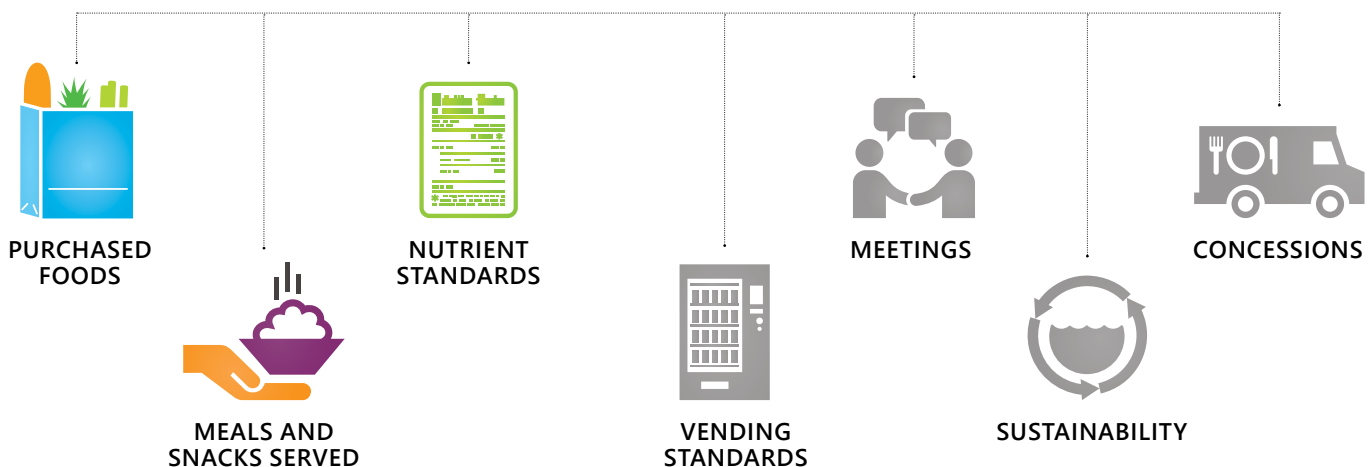 PURCHASED
FOODS
MEALS AND
SNACKS SERVED
NUTRIENT
STANDARDS
VENDING
STANDARDS
MEETINGS
SUSTAINABILITY
CONCESSIONS